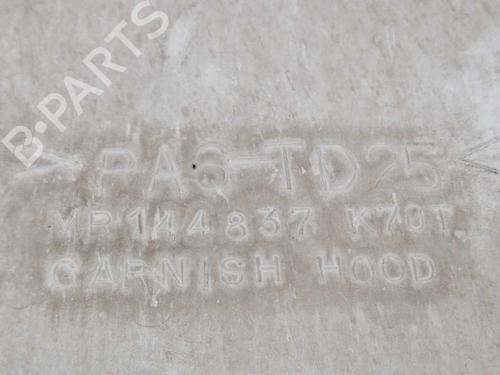 B-PARTS
>PA6-TD25<
MR144837 K70T
GARNISH HOOD